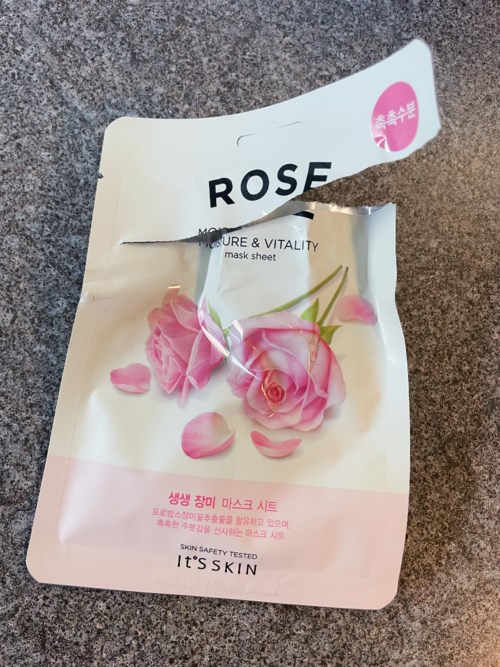 촉촉수분
ROSE
MOISTURE & VITALITY
mask sheet
생생 장미 마스크 시트
프로방스장미꽃추출물을 함유하고 있으며,
촉촉한 수분감을 선사하는 마스크 시트
SKIN SAFETY TESTED
It'S SKIN